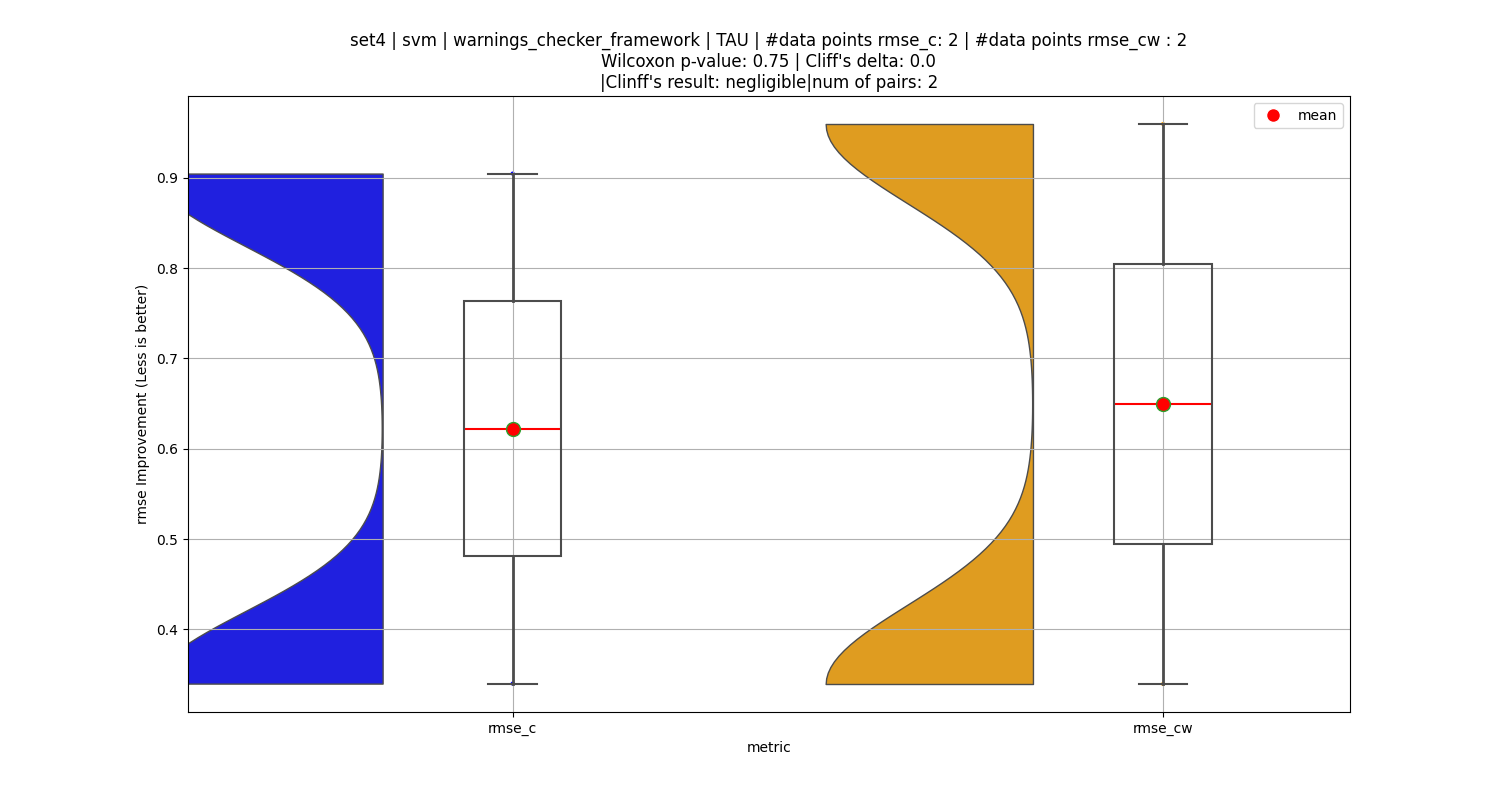 set4 | svm | warnings_checker_framework | TAU | #data points rmse_c: 2 | #data points rmse_cw : 2
Wilcoxon p-value: 0.75 | Cliff's delta: 0.0
|Clinff's result: negligible|num of pairs: 2
mean
rmse Improvement (Less is better)
0.9
0.8
0.7
0.6
0.5
0.4
rmse_c
rmse_cw
metric